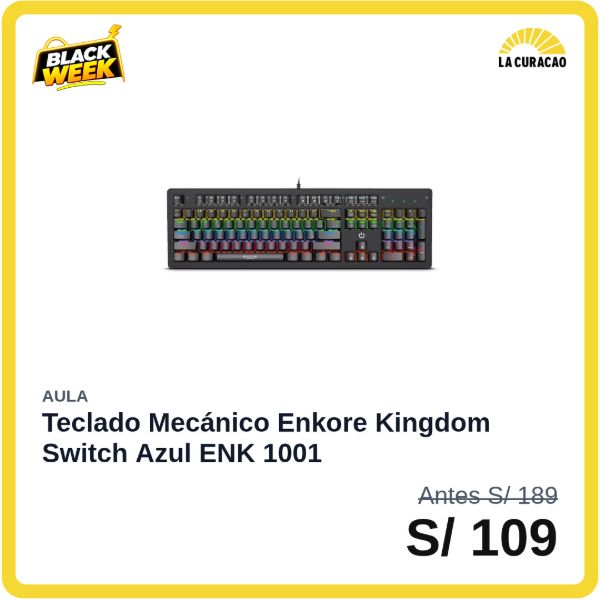 BLACK
WEEK
LA CURACAO
AULA
Teclado Mecánico Enkore Kingdom
Switch Azul ENK 1001
Antes S/ 189
S/ 109